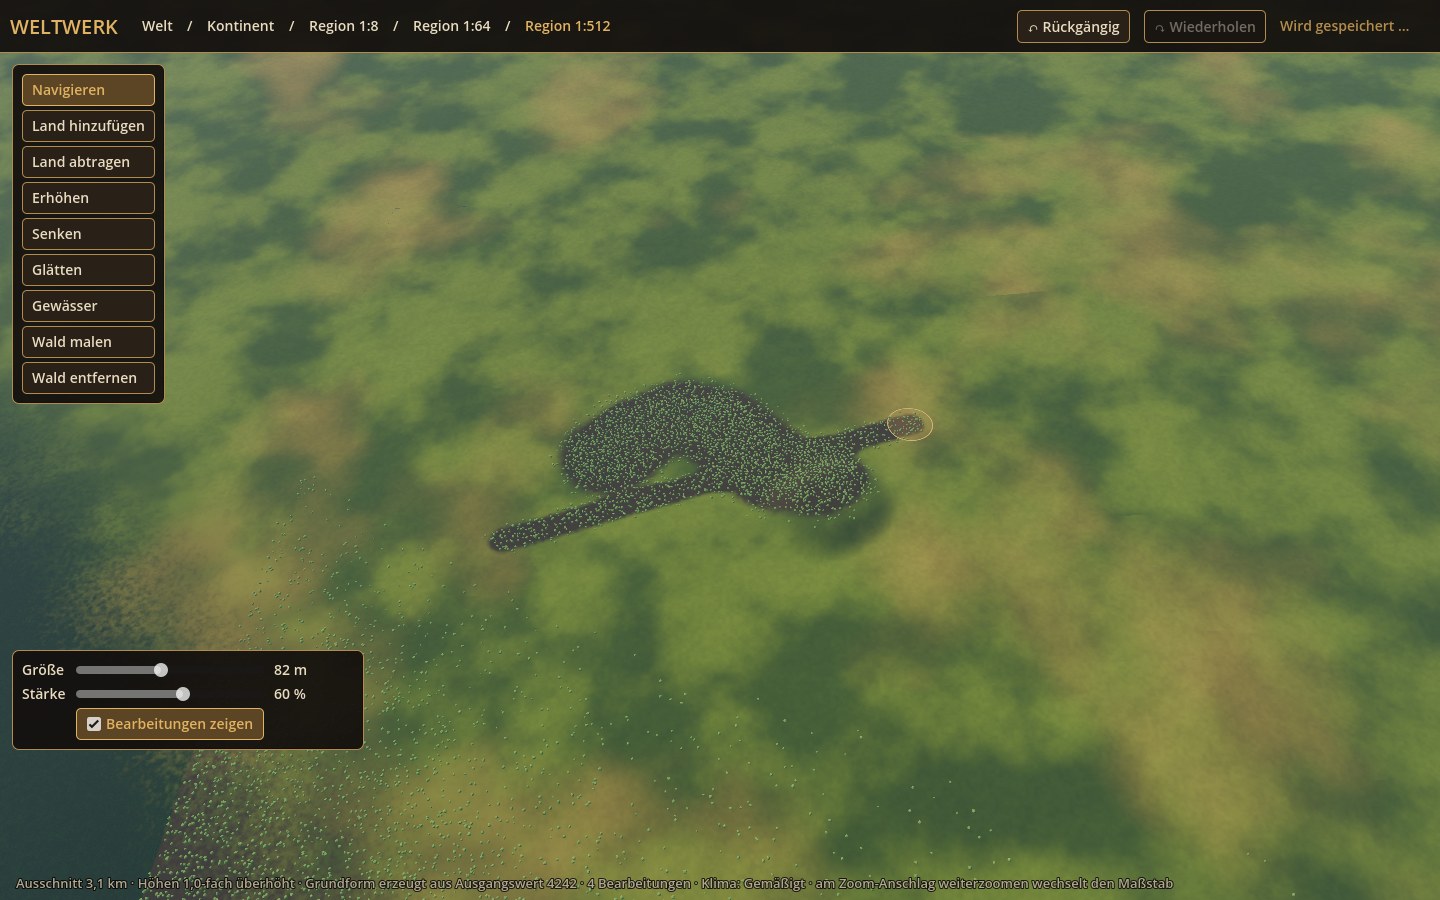 WELTWERK Welt / Kontinent / Region 1:8 / Region 1:64 / Region 1:512 Rückgängig Wiederholen Wird gespeichert ...
Navigieren
Land hinzufügen
Land abtragen
Erhöhen
Senken
Glätten
Gewässer
Wald malen
Wald entfernen
Größe 82 m
Stärke 60 %
Bearbeitungen zeigen
Ausschnitt 3,1 km · Höhen 1,0-fach überhöht · Grundform erzeugt aus Ausgangswert 4242 · 4 Bearbeitungen · Klima: Gemäßigt · am Zoom-Anschlag weiterzoomen wechselt den Maßstab